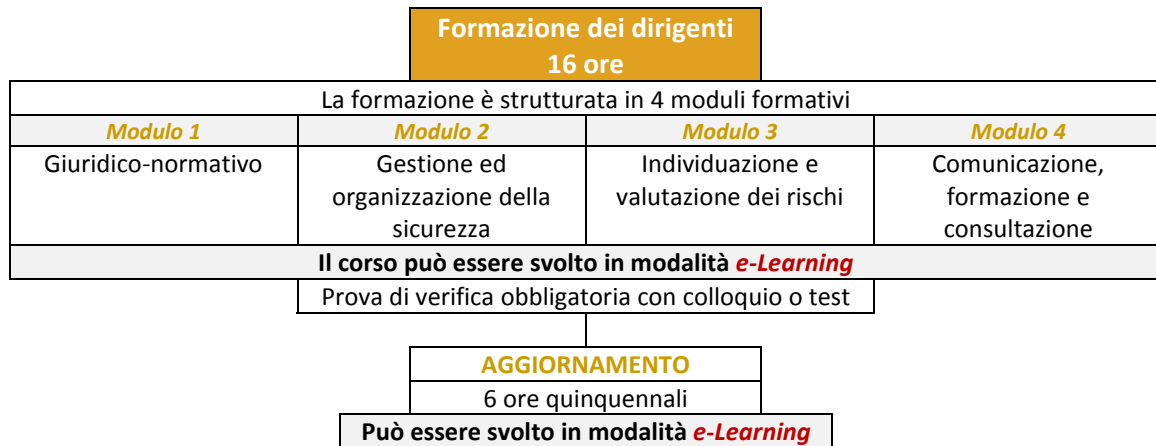 Formazione dei dirigenti
16 ore
La formazione è strutturata in 4 moduli formativi
Modulo 1
Modulo 2
Modulo 3
Modulo 4
Giuridico-normativo
Gestione ed
organizzazione della
sicurezza
Individuazione e
valutazione dei rischi
Comunicazione,
formazione e
consultazione
Il corso può essere svolto in modalità e-Learning
Prova di verifica obbligatoria con colloquio o test
AGGIORNAMENTO
6 ore quinquennali
Può essere svolto in modalità e-Learning